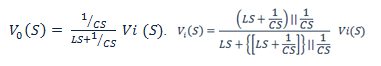 V₀(S) = (¹/CS)/(LS+¹/CS) Vi (S). Vᵢ(S) = ((LS + 1/CS)||1/CS)/(LS + {[LS + 1/CS]}||1/CS) Vi(S)